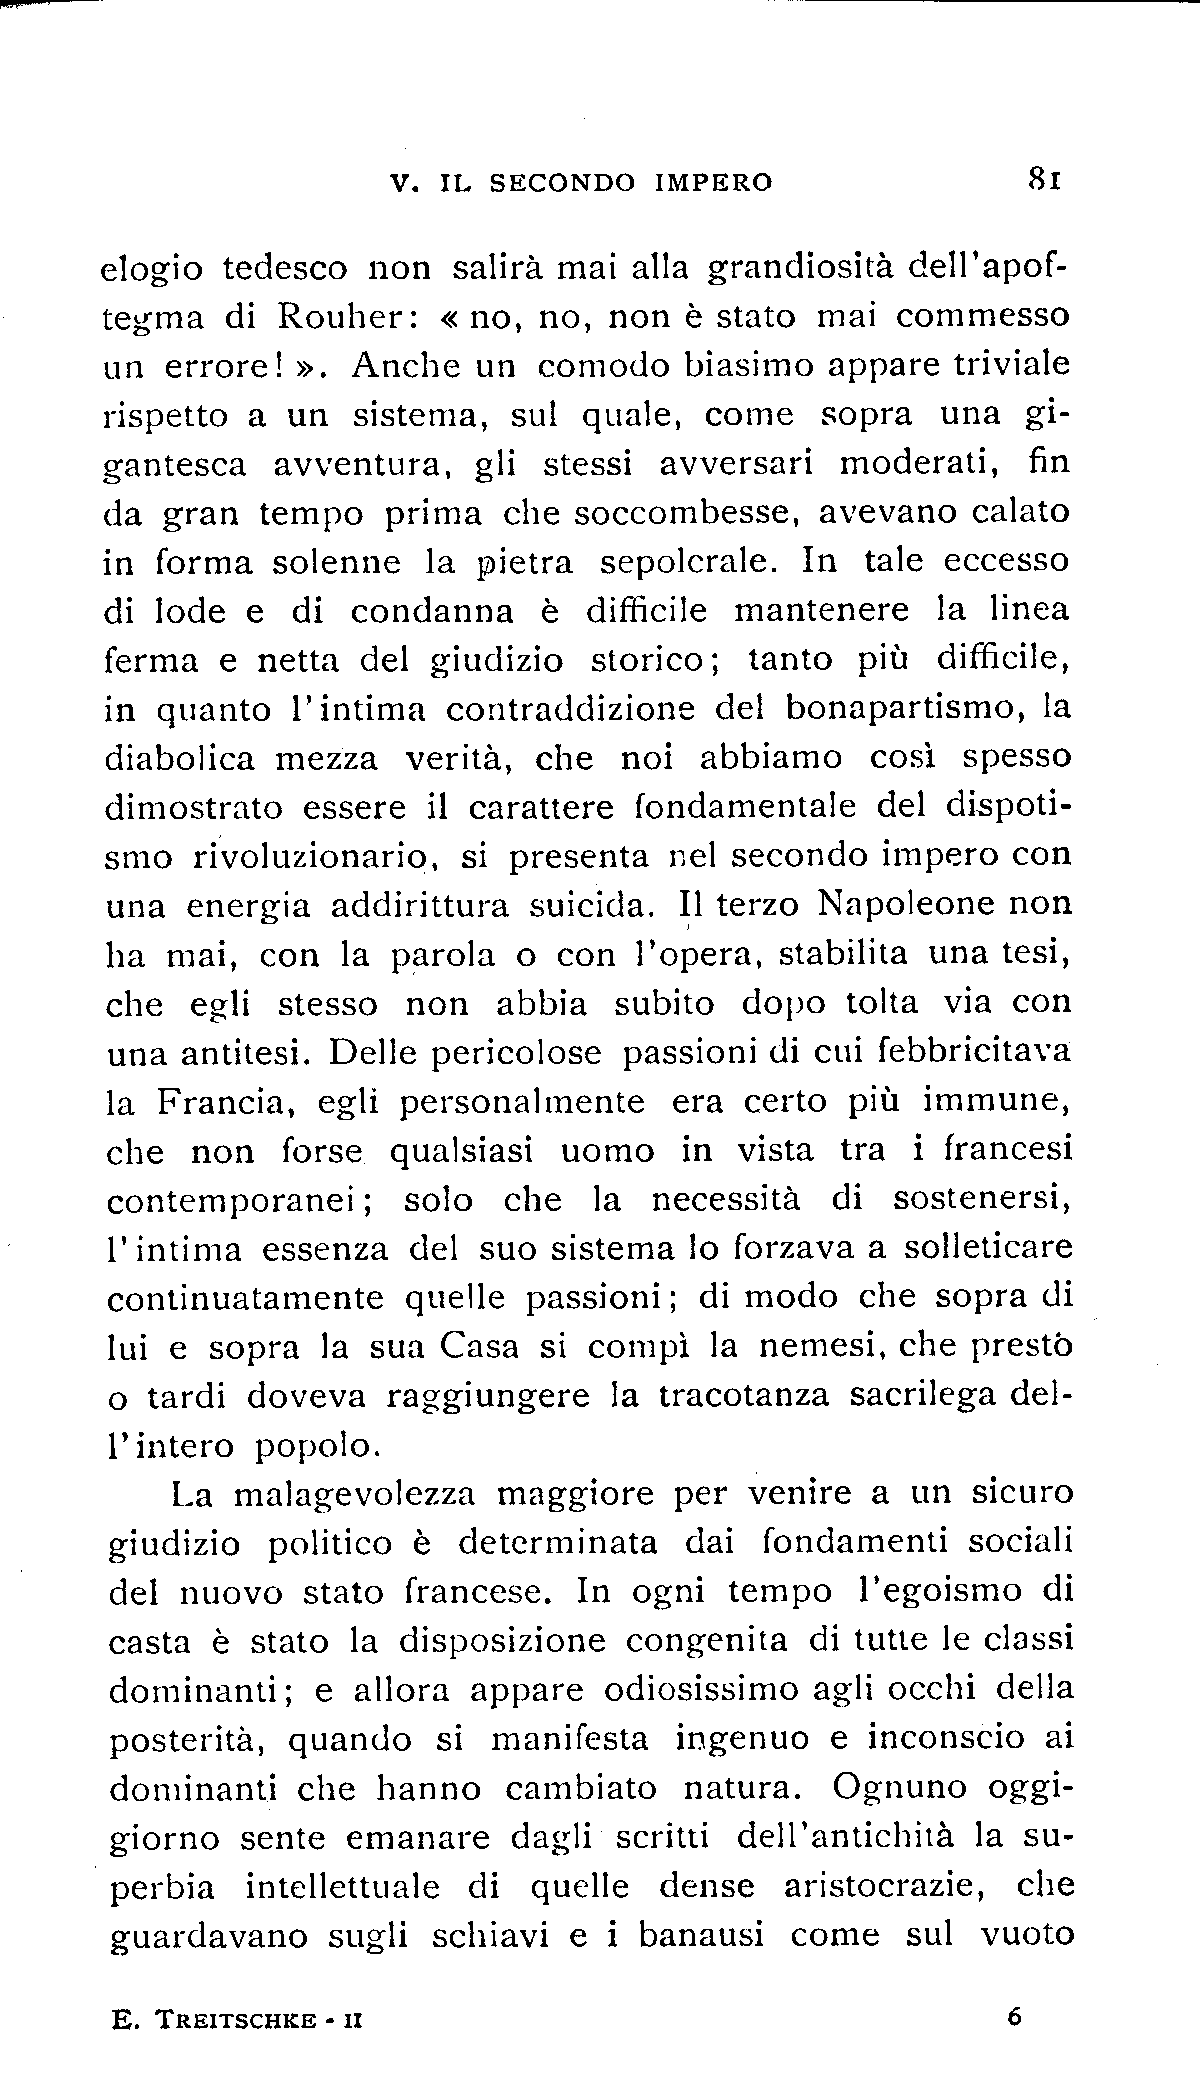 V. IL SECONDO IMPERO 81
elogio tedesco non salirà mai alla grandiosità dell'apof-
tegma di Rouher: « no, no, non è stato mai commesso
un errore! ». Anche un comodo biasimo appare triviale
rispetto a un sistema, sul quale, come sopra una gi-
gantesca avventura, gli stessi avversari moderati, fin
da gran tempo prima che soccombesse, avevano calato
in forma solenne la pietra sepolcrale. In tale eccesso
di lode e di condanna è difficile mantenere la linea
ferma e netta del giudizio storico; tanto più difficile,
in quanto l'intima contraddizione del bonapartismo, la
diabolica mezza verità, che noi abbiamo così spesso
dimostrato essere il carattere fondamentale del dispoti-
smo rivoluzionario, si presenta nel secondo impero con
una energia addirittura suicida. Il terzo Napoleone non
ha mai, con la parola o con l'opera, stabilita una tesi,
che egli stesso non abbia subito dopo tolta via con
una antitesi. Delle pericolose passioni di cui febbricitava
la Francia, egli personalmente era certo più immune,
che non forse qualsiasi uomo in vista tra i francesi
contemporanei; solo che la necessità di sostenersi,
l'intima essenza del suo sistema lo forzava a solleticare
continuatamente quelle passioni; di modo che sopra di
lui e sopra la sua Casa si compì la nemesi, che prestò
o tardi doveva raggiungere la tracotanza sacrilega del-
l'intero popolo.
La malagevolezza maggiore per venire a un sicuro
giudizio politico è determinata dai fondamenti sociali
del nuovo stato francese. In ogni tempo l'egoismo di
casta è stato la disposizione congenita di tutte le classi
dominanti; e allora appare odiosissimo agli occhi della
posterità, quando si manifesta ingenuo e inconscio ai
dominanti che hanno cambiato natura. Ognuno oggi-
giorno sente emanare dagli scritti dell'antichità la su-
perbia intellettuale di quelle dense aristocrazie, che
guardavano sugli schiavi e i banausi come sul vuoto
E. TREITSCHKE - II 6